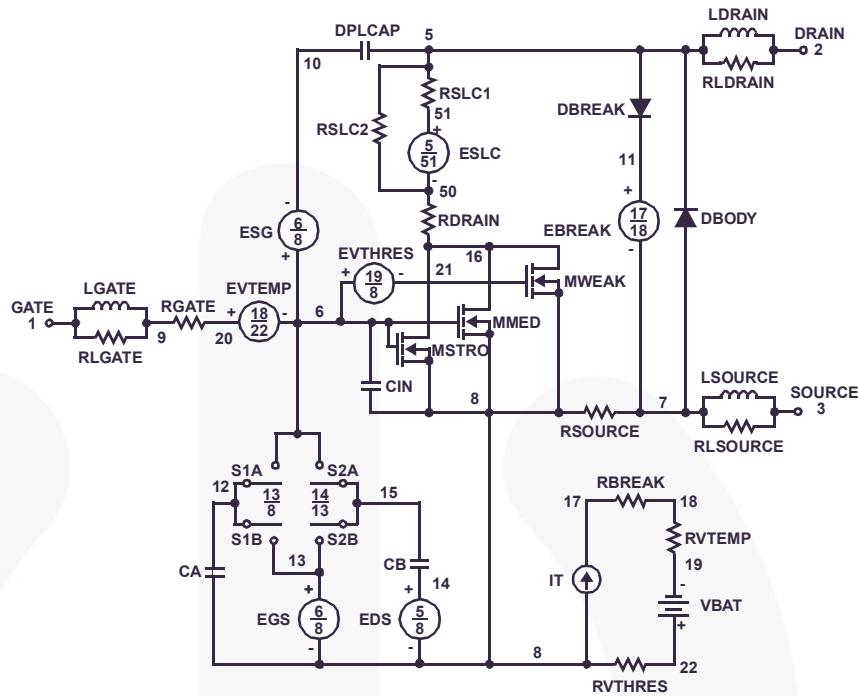 LDRAIN
DPLCAP 5 DRAIN
10 2
RSLC1 RLDRAIN
DBREAK
51
+
RSLC2
5
51
ESLC
11
-
50
+
-
RDRAIN
17
18
EBREAK
DBODY
6
8
ESG
16
EVTHRES
+ 19
8 - 21
MWEAK
-
+
LGATE
EVTEMP
GATE
1
RGATE
+ 18
22 -
6
MMED
9 20
MSTRO
RLGATE
LSOURCE
CIN
8 7
SOURCE
3
RSOURCE
RLSOURCE
S1A S2A
12
13
8
14
13
15
RBREAK
17 18
S1B S2B
RVTEMP
13
CB
19
CA
IT
-
+ + 14
VBAT
EGS
6
8
EDS
5
8
+
- -
8
22
RVTHRES